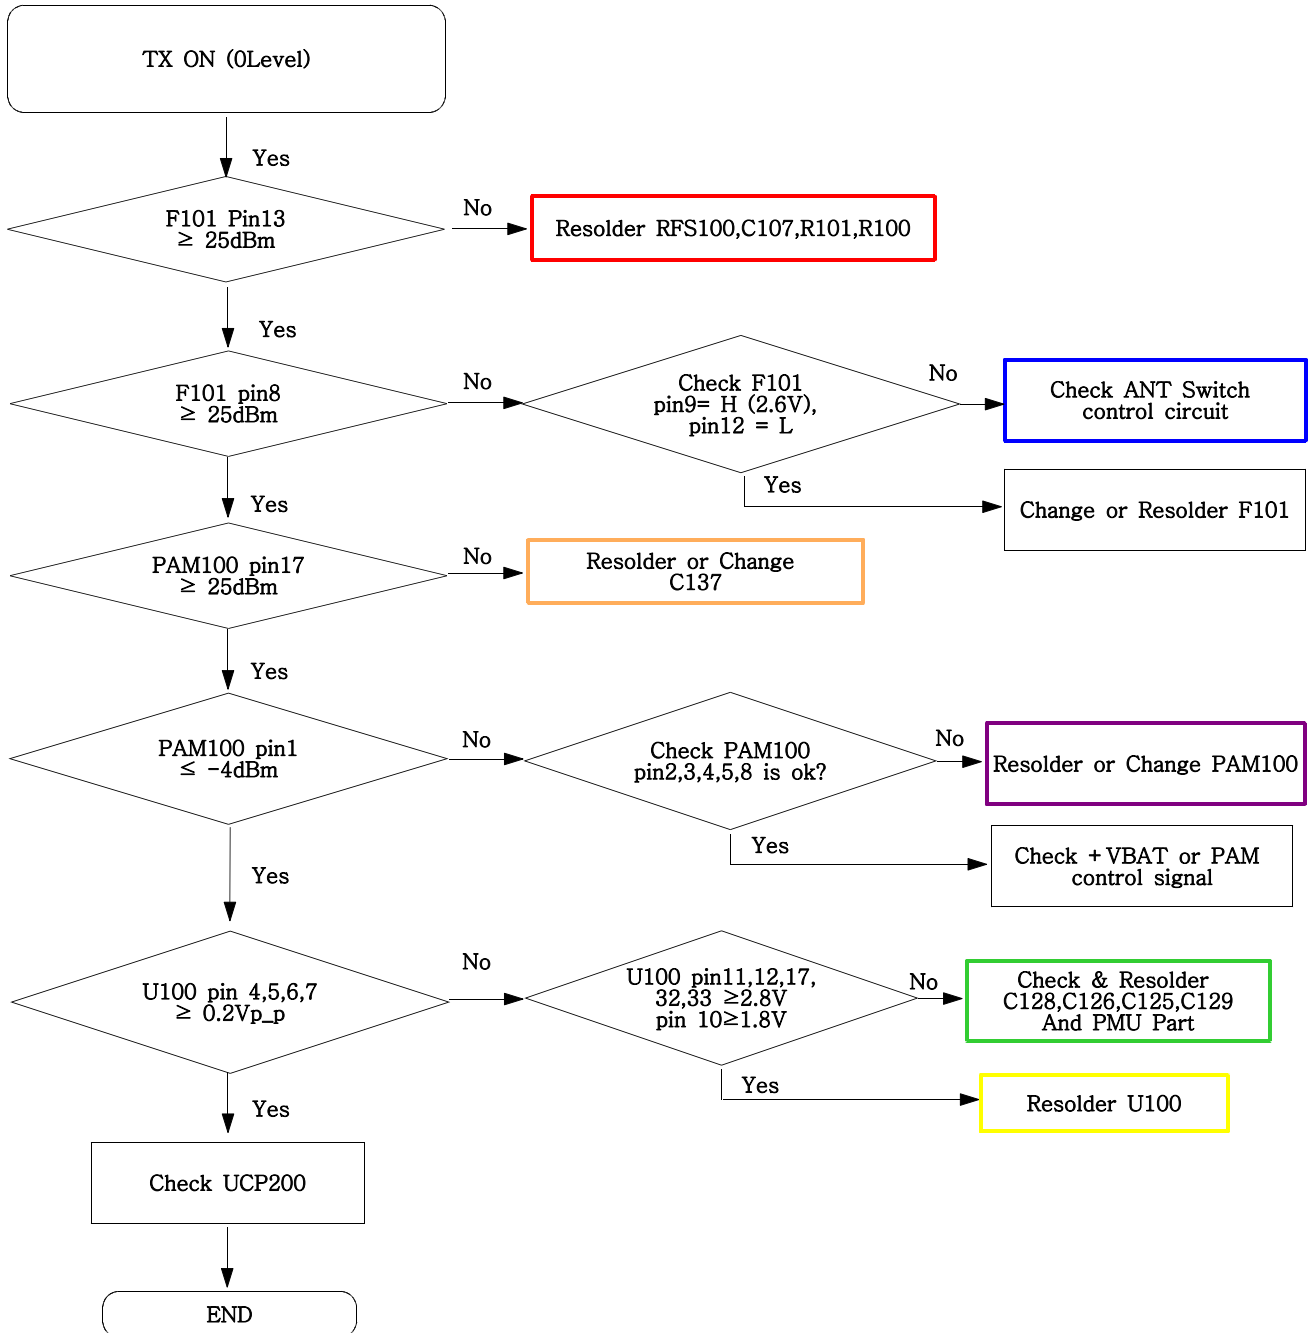 TX ON (0Level)
Yes
F101 Pin13
≥ 25dBm
No
Resolder RFS100,C107,R101,R100
Yes
F101 pin8
≥ 25dBm
No
Check F101
pin9= H (2.6V),
pin12 = L
No
Check ANT Switch
control circuit
Yes
Change or Resolder F101
Yes
PAM100 pin17
≥ 25dBm
No
Resolder or Change
C137
Yes
PAM100 pin1
≤ -4dBm
No
Check PAM100
pin2,3,4,5,8 is ok?
No
Resolder or Change PAM100
Yes
Check +VBAT or PAM
control signal
Yes
U100 pin 4,5,6,7
≥ 0.2Vp_p
No
U100 pin11,12,17,
32,33 ≥2.8V
pin 10≥1.8V
No
Check & Resolder
C128,C126,C125,C129
And PMU Part
Yes
Resolder U100
Yes
Check UCP200
END